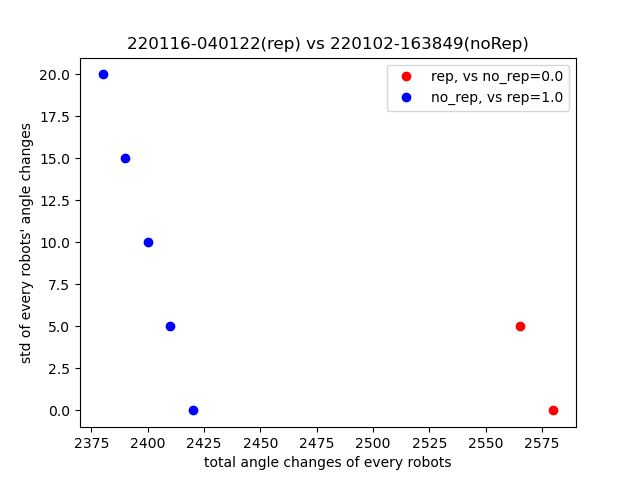 220116-040122(rep) vs 220102-163849(noRep)
rep, vs no_rep=0.0
no_rep, vs rep=1.0
std of every robots' angle changes
20.0
17.5
15.0
12.5
10.0
7.5
5.0
2.5
0.0
2375 2400 2425 2450 2475 2500 2525 2550 2575
total angle changes of every robots